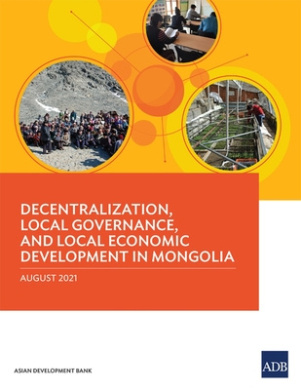 DECENTRALIZATION,
LOCAL GOVERNANCE,
AND LOCAL ECONOMIC
DEVELOPMENT IN MONGOLIA
AUGUST 2021
ASIAN DEVELOPMENT BANK
ADB